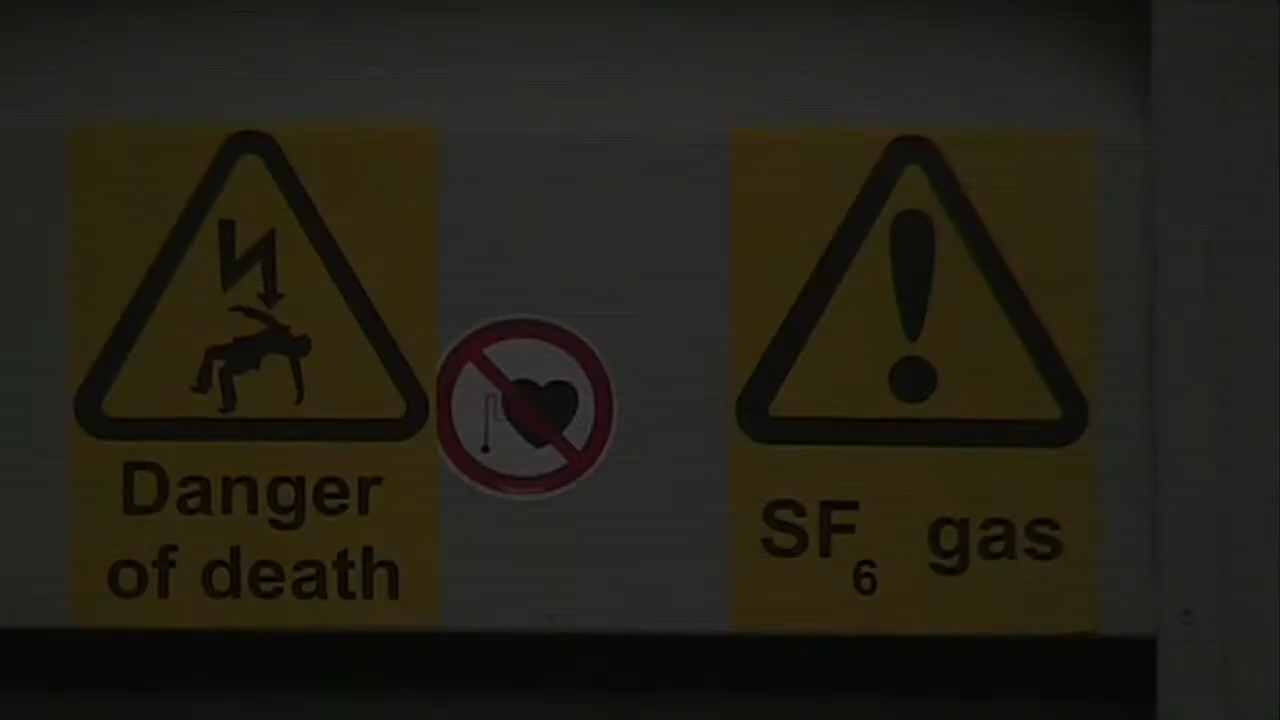 Danger
of death
SF₆ gas